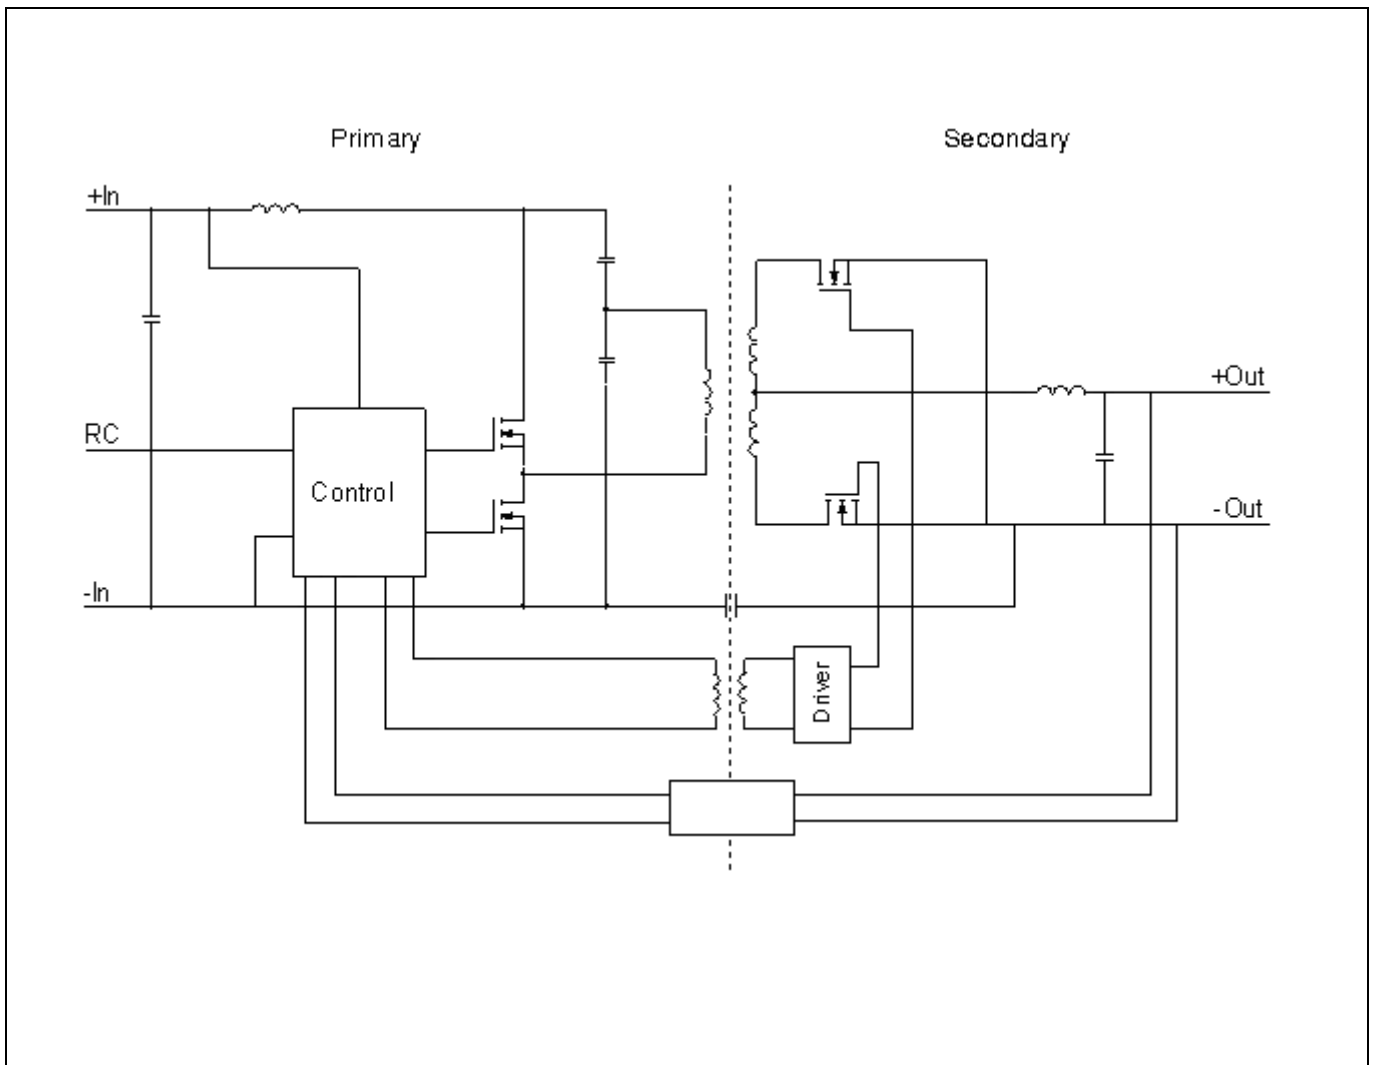 Primary
Secondary
+In
+Out
RC
Control
-Out
-In
Driver